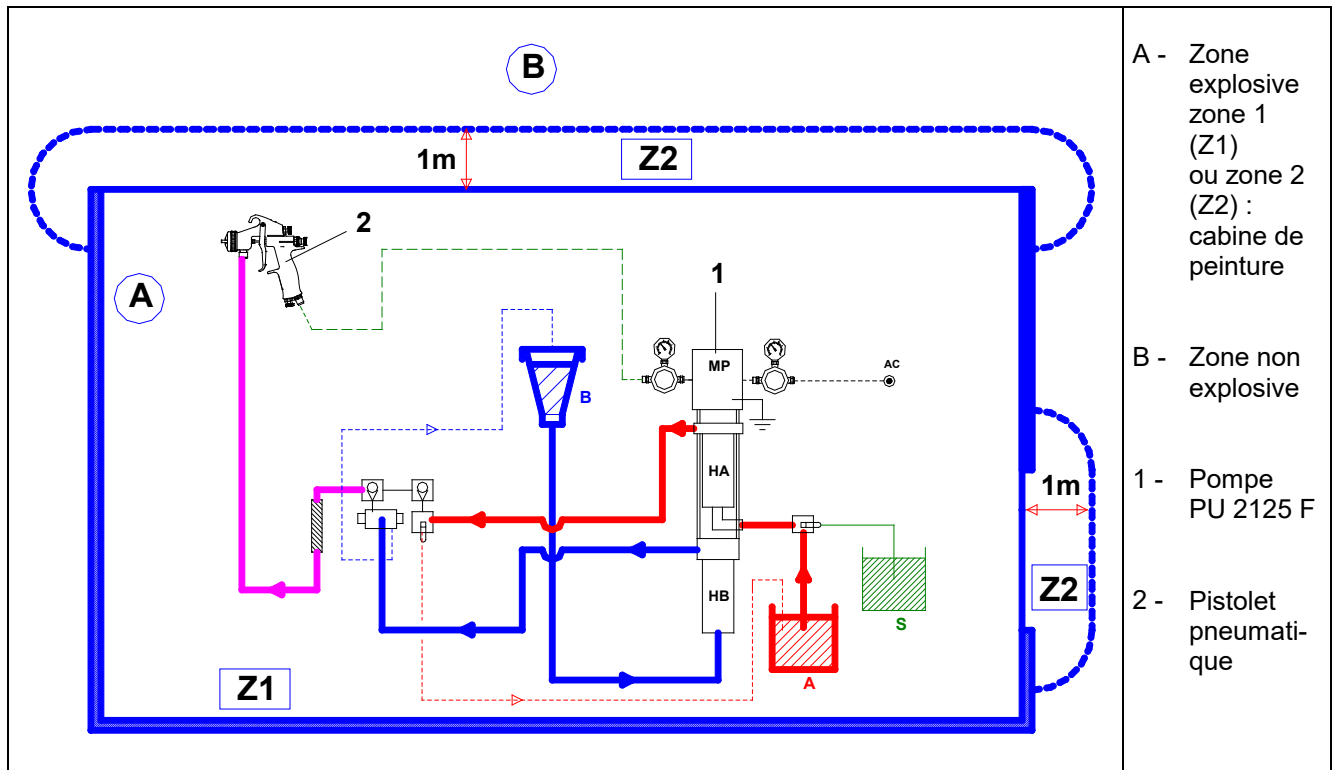 B
1m
Z2
2
A
1
MP
AC
B
HA
1m
HB
Z2
S
A
Z1
A - Zone
explosive
zone 1
(Z1)
ou zone 2
(Z2) :
cabine de
peinture
B - Zone non
explosive
1 - Pompe
PU 2125 F
2 - Pistolet
pneumati-
que